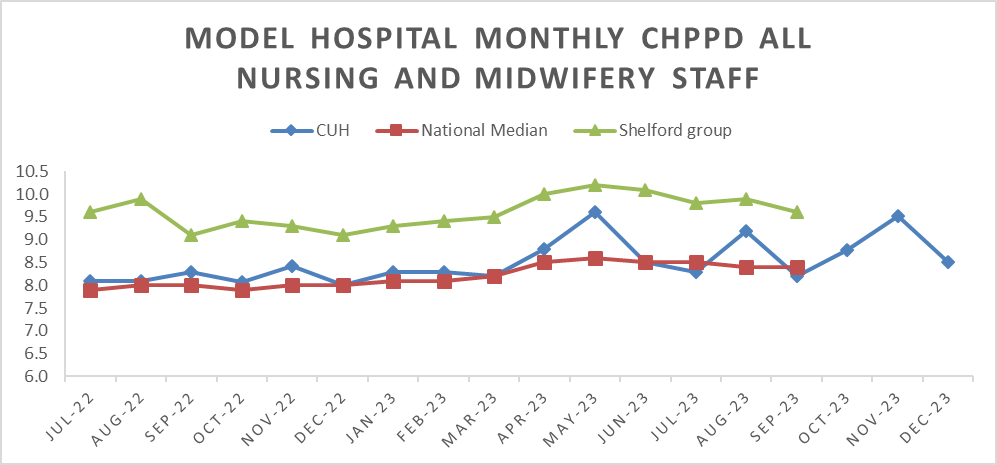 MODEL HOSPITAL MONTHLY CHPPD ALL
NURSING AND MIDWIFERY STAFF
CUH National Median Shelford group
10.5
10.0
9.5
9.0
8.5
8.0
7.5
7.0
6.5
6.0
JUL-22 AUG-22 SEP-22 OCT-22 NOV-22 DEC-22 JAN-23 FEB-23 MAR-23 APR-23 MAY-23 JUN-23 JUL-23 AUG-23 SEP-23 OCT-23 NOV-23 DEC-23